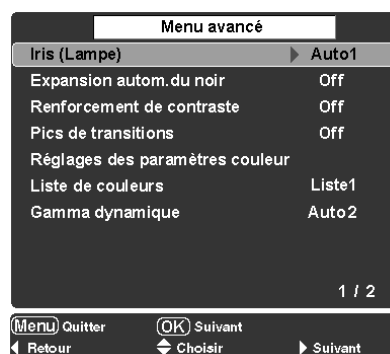 Menu avancé
Iris (Lampe) Auto1
Expansion autom.du noir Off
Renforcement de contraste Off
Pics de transitions Off
Réglages des paramètres couleur
Liste de couleurs Liste1
Gamma dynamique Auto2
1 / 2
Menu Quitter OK Suivant
Retour Choisir Suivant